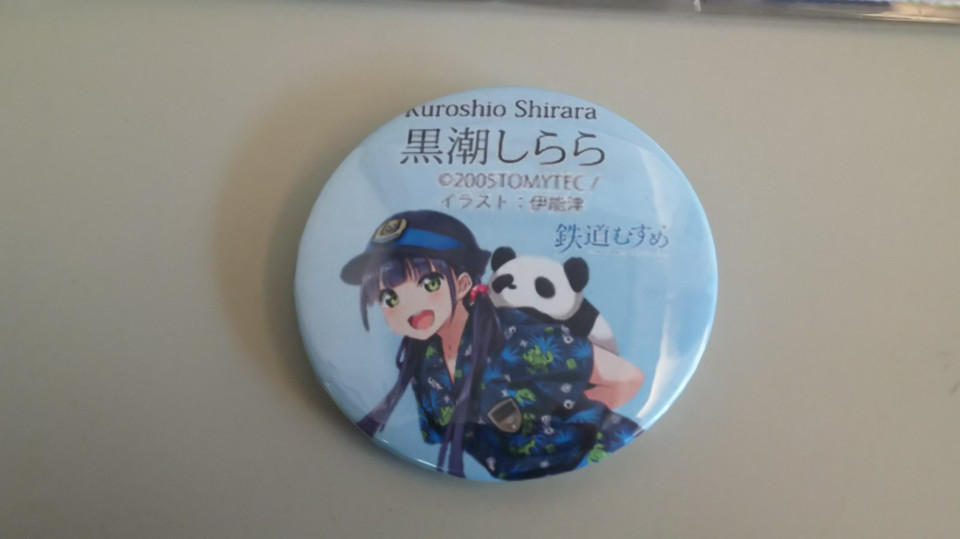 Kuroshio Shirara
黒潮しらら
©2005TOMYTEC /
イラスト：伊能津
鉄道むすめ